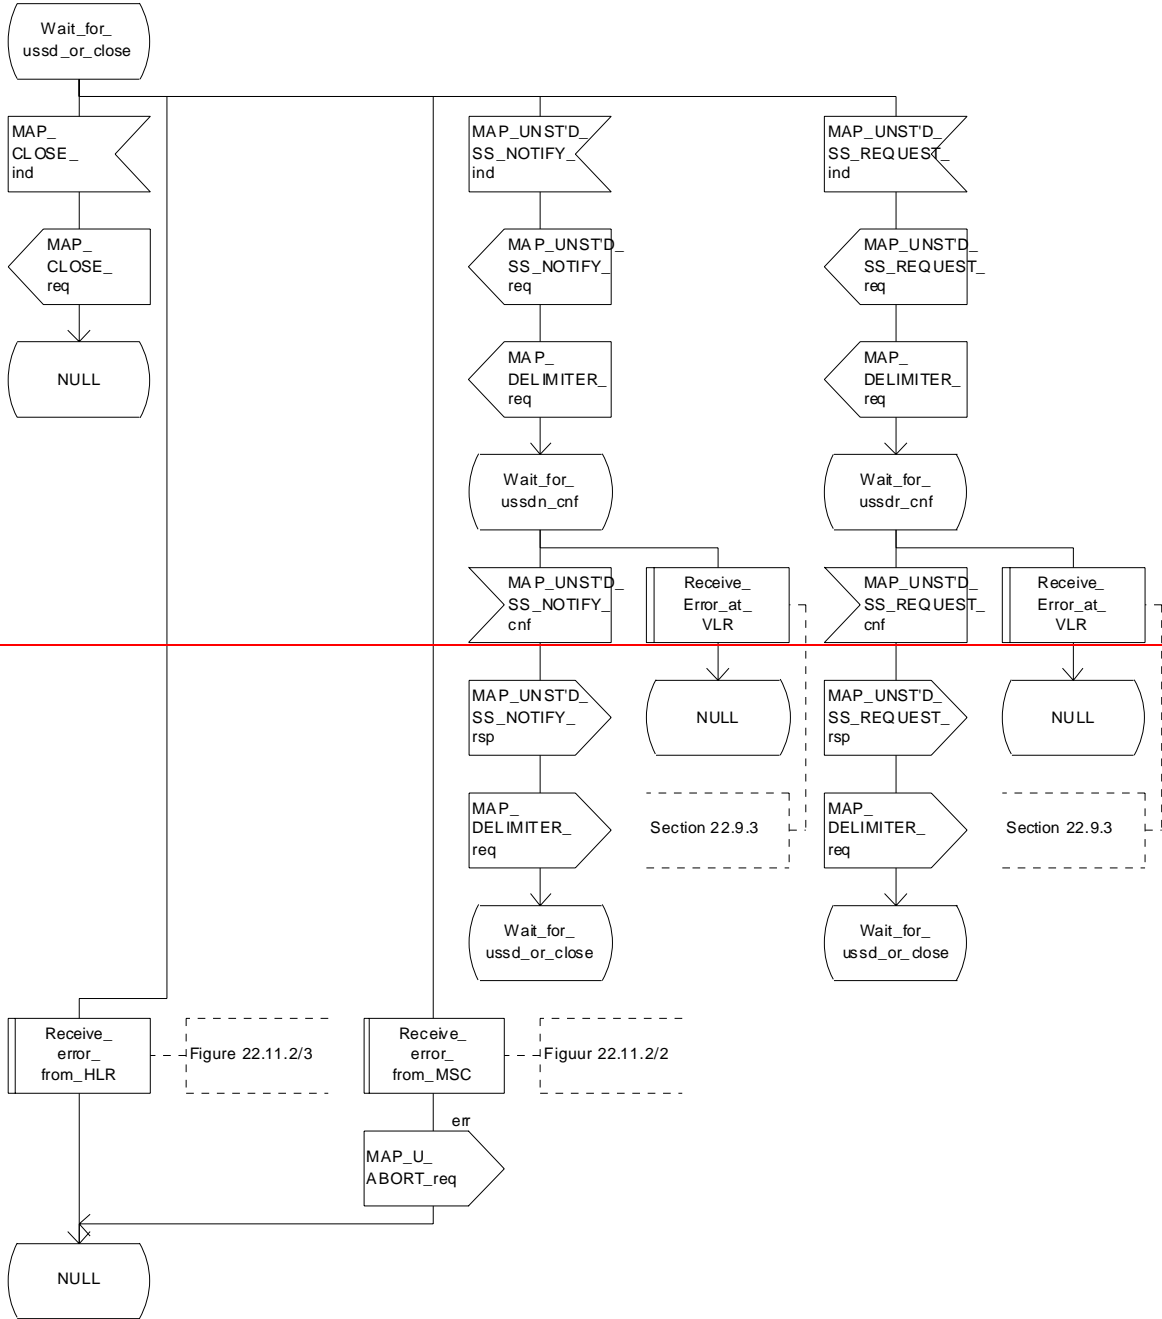 Wait_for_
ussd_or_close
MAP_
CLOSE_
ind
MAP_UNST'D_
SS_NOTIFY_
ind
MAP_UNST'D_
SS_REQUEST_
ind
MAP_
CLOSE_
req
MAP_UNST'D_
SS_NOTIFY_
req
MAP_UNST'D_
SS_REQUEST_
req
NULL
MAP_
DELIMITER_
req
MAP_
DELIMITER_
req
Wait_for_
ussdn_cnf
Wait_for_
ussdr_cnf
MAP_UNST'D_
SS_NOTIFY_
cnf
Receive_
Error_at_
VLR
MAP_UNST'D_
SS_REQUEST_
cnf
Receive_
Error_at_
VLR
MAP_UNST'D_
SS_NOTIFY_
rsp
NULL
MAP_UNST'D_
SS_REQUEST_
rsp
NULL
MAP_
DELIMITER_
req
Section 22.9.3
MAP_
DELIMITER_
req
Section 22.9.3
Wait_for_
ussd_or_close
Wait_for_
ussd_or_close
Receive_
error_
from_HLR
Figure 22.11.2/3
Receive_
error_
from_MSC
Figuur 22.11.2/2
err
MAP_U_
ABORT_req
NULL